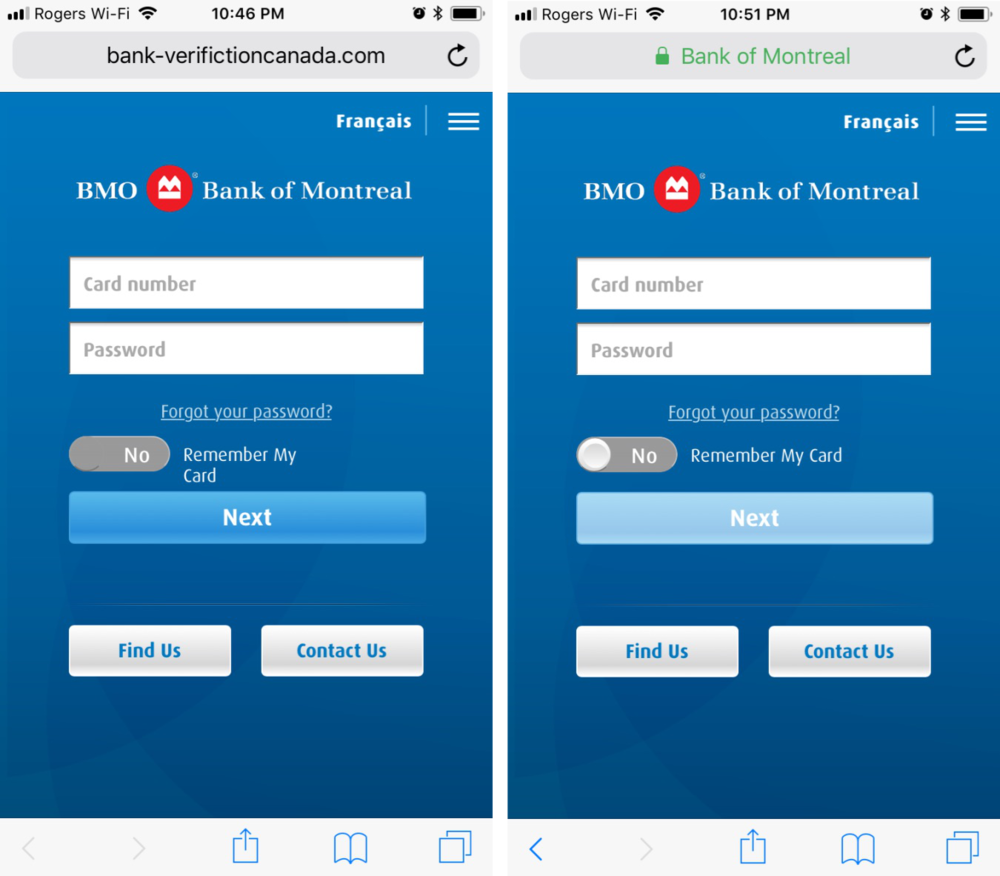 Rogers Wi-Fi 10:46 PM
bank-verifictioncanada.com
Français
BMO ® Bank of Montreal
Card number
Password
Forgot your password?
No Remember My
Card
Next
Find Us Contact Us
Rogers Wi-Fi 10:51 PM
Bank of Montreal
Français
BMO ® Bank of Montreal
Card number
Password
Forgot your password?
No Remember My Card
Next
Find Us Contact Us